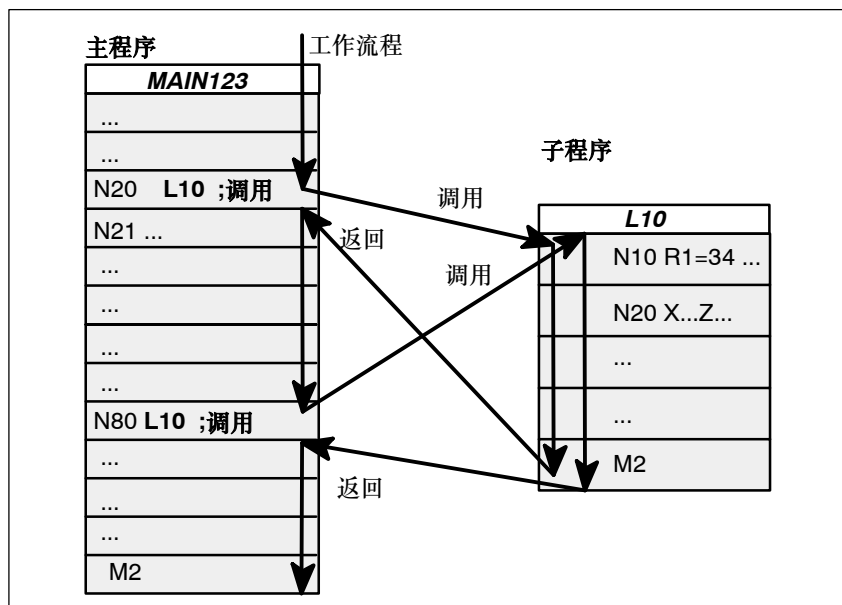 主程序
工作流程
MAIN123
...
...
N20 L10 ;调用
N21 ...
...
...
...
...
N80 L10 ;调用
...
...
...
M2
调用
返回
调用
返回
子程序
L10
N10 R1=34 ...
N20 X...Z...
...
...
M2